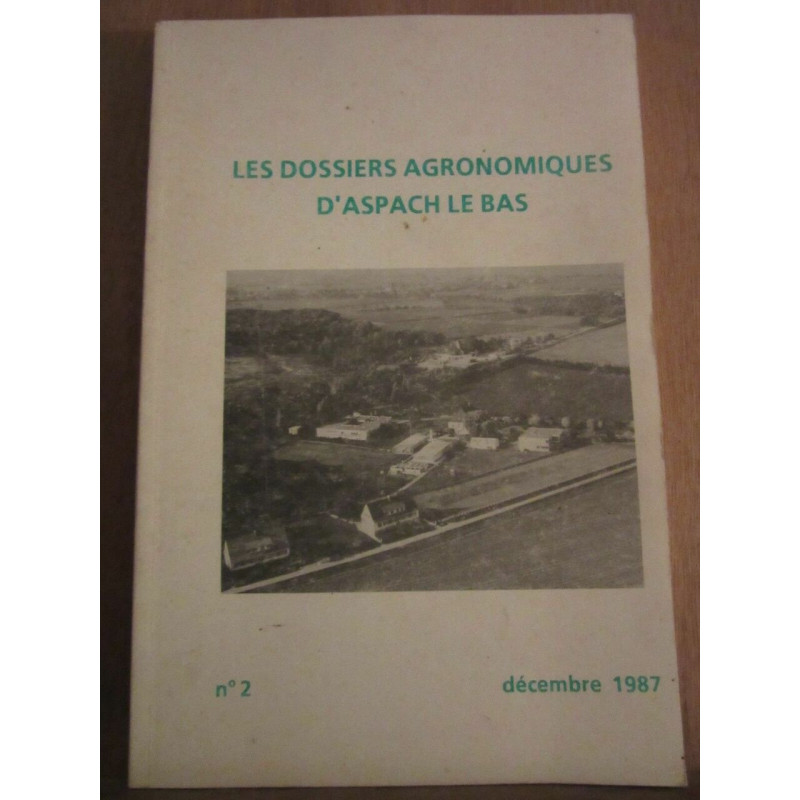 LES DOSSIERS AGRONOMIQUES
D'ASPACH LE BAS
n° 2
décembre 1987